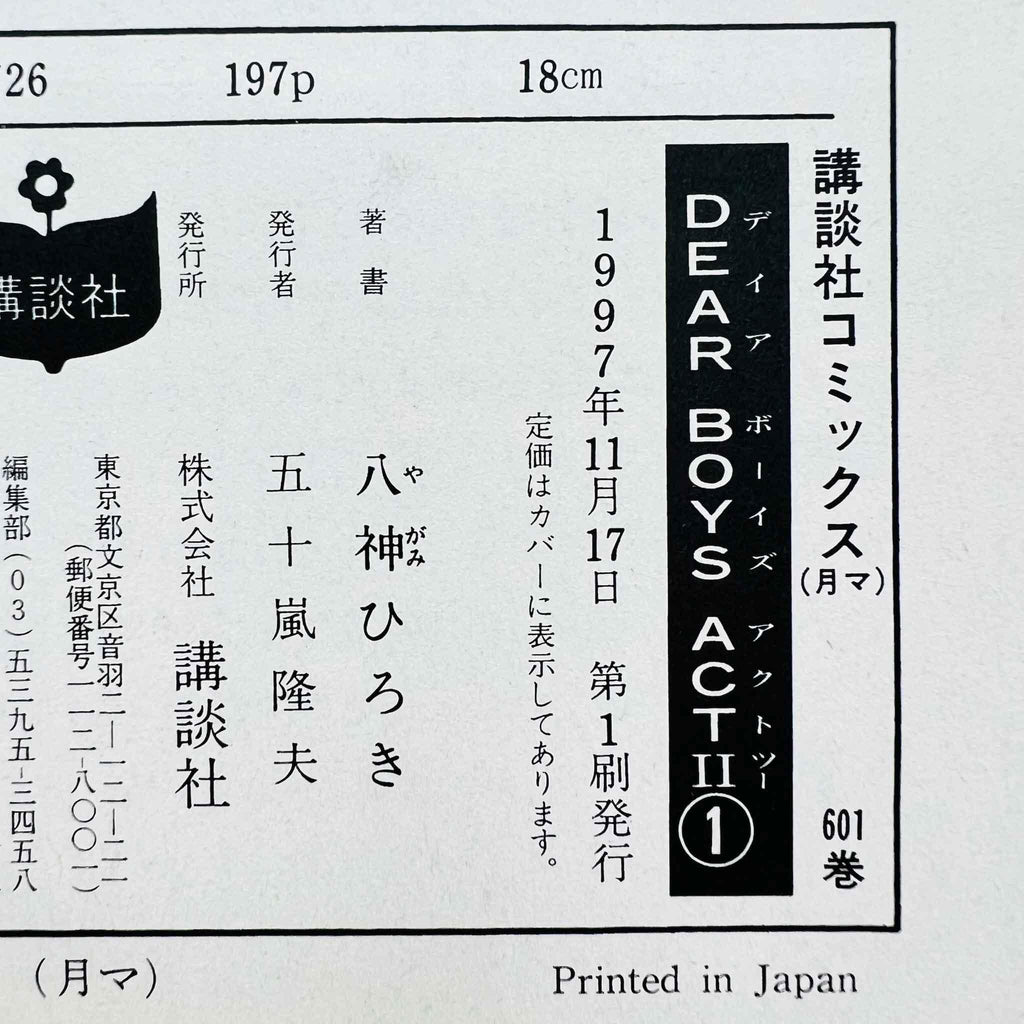 726
197p
18cm
講談社コミックス(月マ)
601巻
DEAR BOYS ACT II ①
ディア ボーイズ アクトツー
1997年11月17日 第1刷発行
定価はカバーに表示してあります。
著書 八神ひろき
やがみ
発行者 五十嵐隆夫
発行所 株式会社 講談社
東京都文京区音羽二―一二―二一
(郵便番号一一二-八〇〇一)
編集部(03)五三九五-三四五八
講談社
(月マ)
Printed in Japan